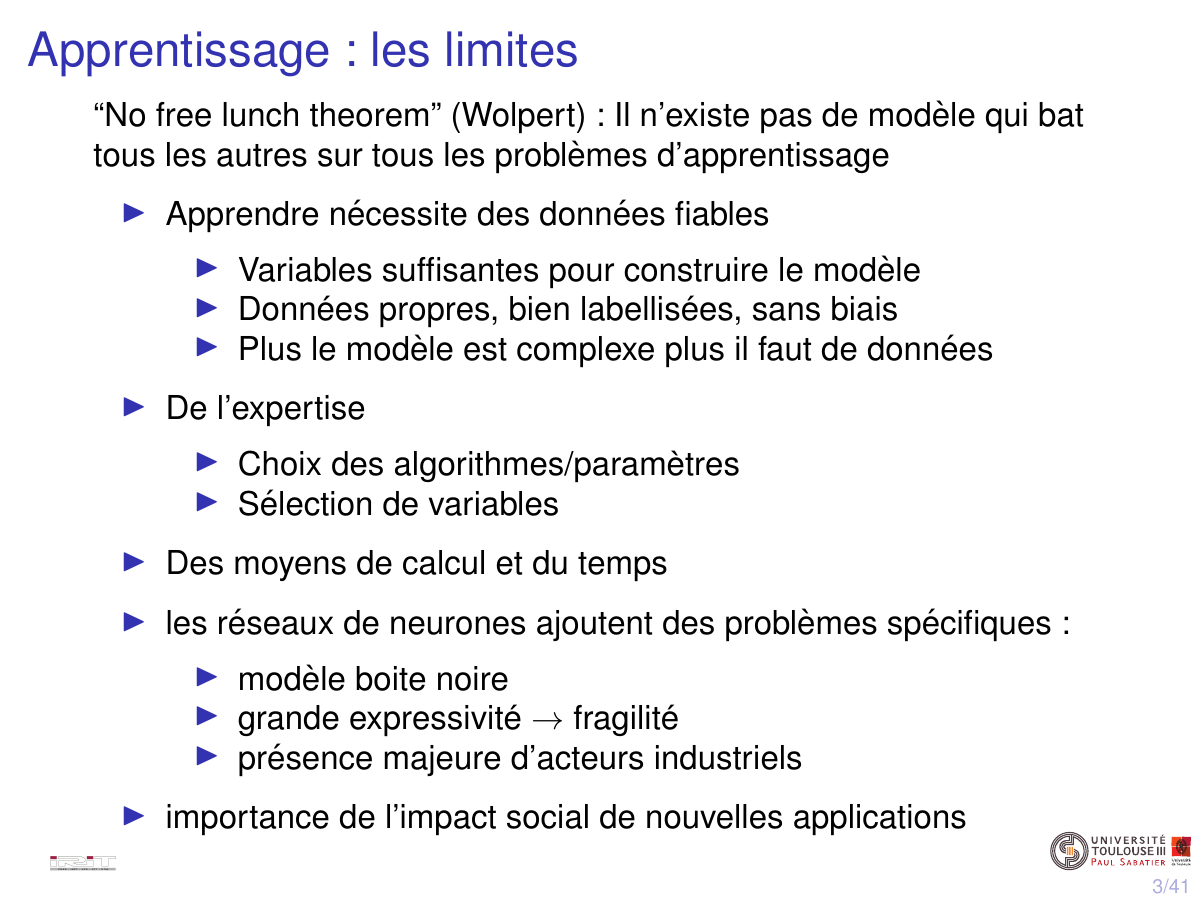 Apprentissage : les limites
“No free lunch theorem” (Wolpert) : Il n’existe pas de modèle qui bat
tous les autres sur tous les problèmes d’apprentissage
Apprendre nécessite des données fiables
Variables suffisantes pour construire le modèle
Données propres, bien labellisées, sans biais
Plus le modèle est complexe plus il faut de données
De l’expertise
Choix des algorithmes/paramètres
Sélection de variables
Des moyens de calcul et du temps
les réseaux de neurones ajoutent des problèmes spécifiques :
modèle boite noire
grande expressivité → fragilité
présence majeure d’acteurs industriels
importance de l’impact social de nouvelles applications
IRIT
UNIVERSITÉ
TOULOUSE III
PAUL SABATIER
3/41